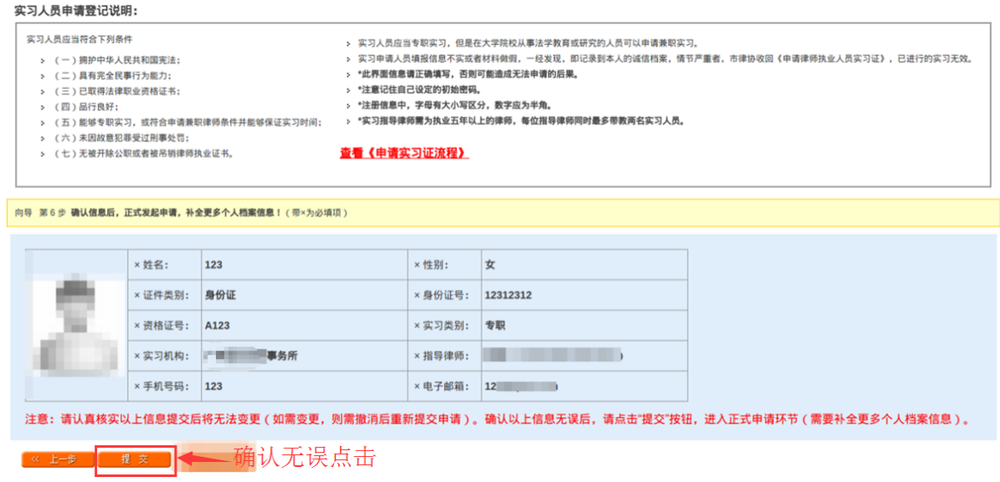 实习人员申请登记说明：
实习人员应当符合下列条件
（一）拥护中华人民共和国宪法；
（二）具有完全民事行为能力；
（三）已取得法律职业资格证书；
（四）品行良好；
（五）能够专职实习，或符合申请兼职律师条件并能够保证实习时间；
（六）未因故意犯罪受过刑事处罚；
（七）无被开除公职或者被吊销律师执业证书。
实习人员应当专职实习，但是在大学院校从事法学教育或研究的人员可以申请兼职实习。
实习申请人员填报信息不实或者材料做假，一经发现，即记录到本人的诚信档案，情节严重者，市律协收回《申请律师执业人员实习证》，已进行的实习无效。
*此界面信息请正确填写，否则可能造成无法申请的后果。
*注意记住自己设定的初始密码。
*注册信息中，字母有大小写区分，数字应为半角。
*实习指导律师需为执业五年以上的律师，每位指导律师同时最多带教两名实习人员。
查看《申请实习证流程》
向导 第 6 步 确认信息后，正式发起申请，补全更多个人档案信息！（带×为必填项）
× 姓名： 123 × 性别： 女
× 证件类别： 身份证 × 身份证号： 12312312
× 资格证号： A123 × 实习类别： 专职
× 实习机构： 事务所 × 指导律师：
× 手机号码： 123 × 电子邮箱： 12
注意：请认真核实以上信息提交后将无法变更（如需变更，则需撤消后重新提交申请）。确认以上信息无误后，请点击“提交”按钮，进入正式申请环节（需要补全更多个人档案信息）。
<< 上一步 提 交 确认无误点击